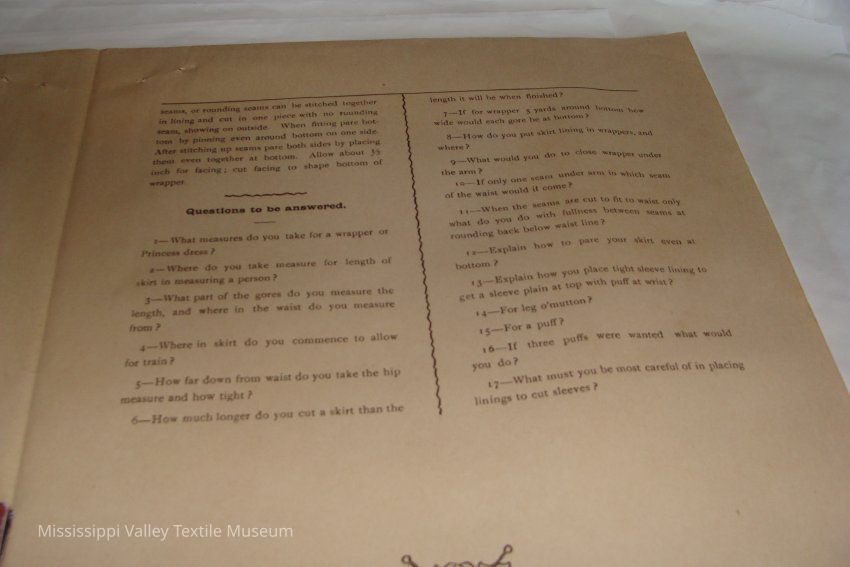 seams, or rounding seams can be stitched together
in lining and cut in one piece with no rounding
seam, showing on outside. When fitting pare bot-
tom by pinning even around bottom on one side.
After stitching up seams pare both sides by placing
them even together at bottom. Allow about 3½
inch for facing; cut facing to shape bottom of
wrapper.
Questions to be answered.
1—What measures do you take for a wrapper or
Princess dress?
2—Where do you take measure for length of
skirt in measuring a person?
3—What part of the gores do you measure the
length, and where in the waist do you measure
from?
4—Where in skirt do you commence to allow
for train?
5—How far down from waist do you take the hip
measure and how tight?
6—How much longer do you cut a skirt than the
length it will be when finished?
7—If for wrapper 5 yards around bottom how
wide would each gore be at bottom?
8—How do you put skirt lining in wrappers, and
where?
9—What would you do to close wrapper under
the arm?
10—If only one seam under arm in which seam
of the waist would it come?
11—When the seams are cut to fit to waist only
what do you do with fullness between seams at
rounding back below waist line?
12—Explain how to pare your skirt even at
bottom?
13—Explain how you place tight sleeve lining to
get a sleeve plain at top with puff at wrist?
14—For leg o'mutton?
15—For a puff?
16—If three puffs were wanted what would
you do?
17—What must you be most careful of in placing
linings to cut sleeves?
Mississippi Valley Textile Museum